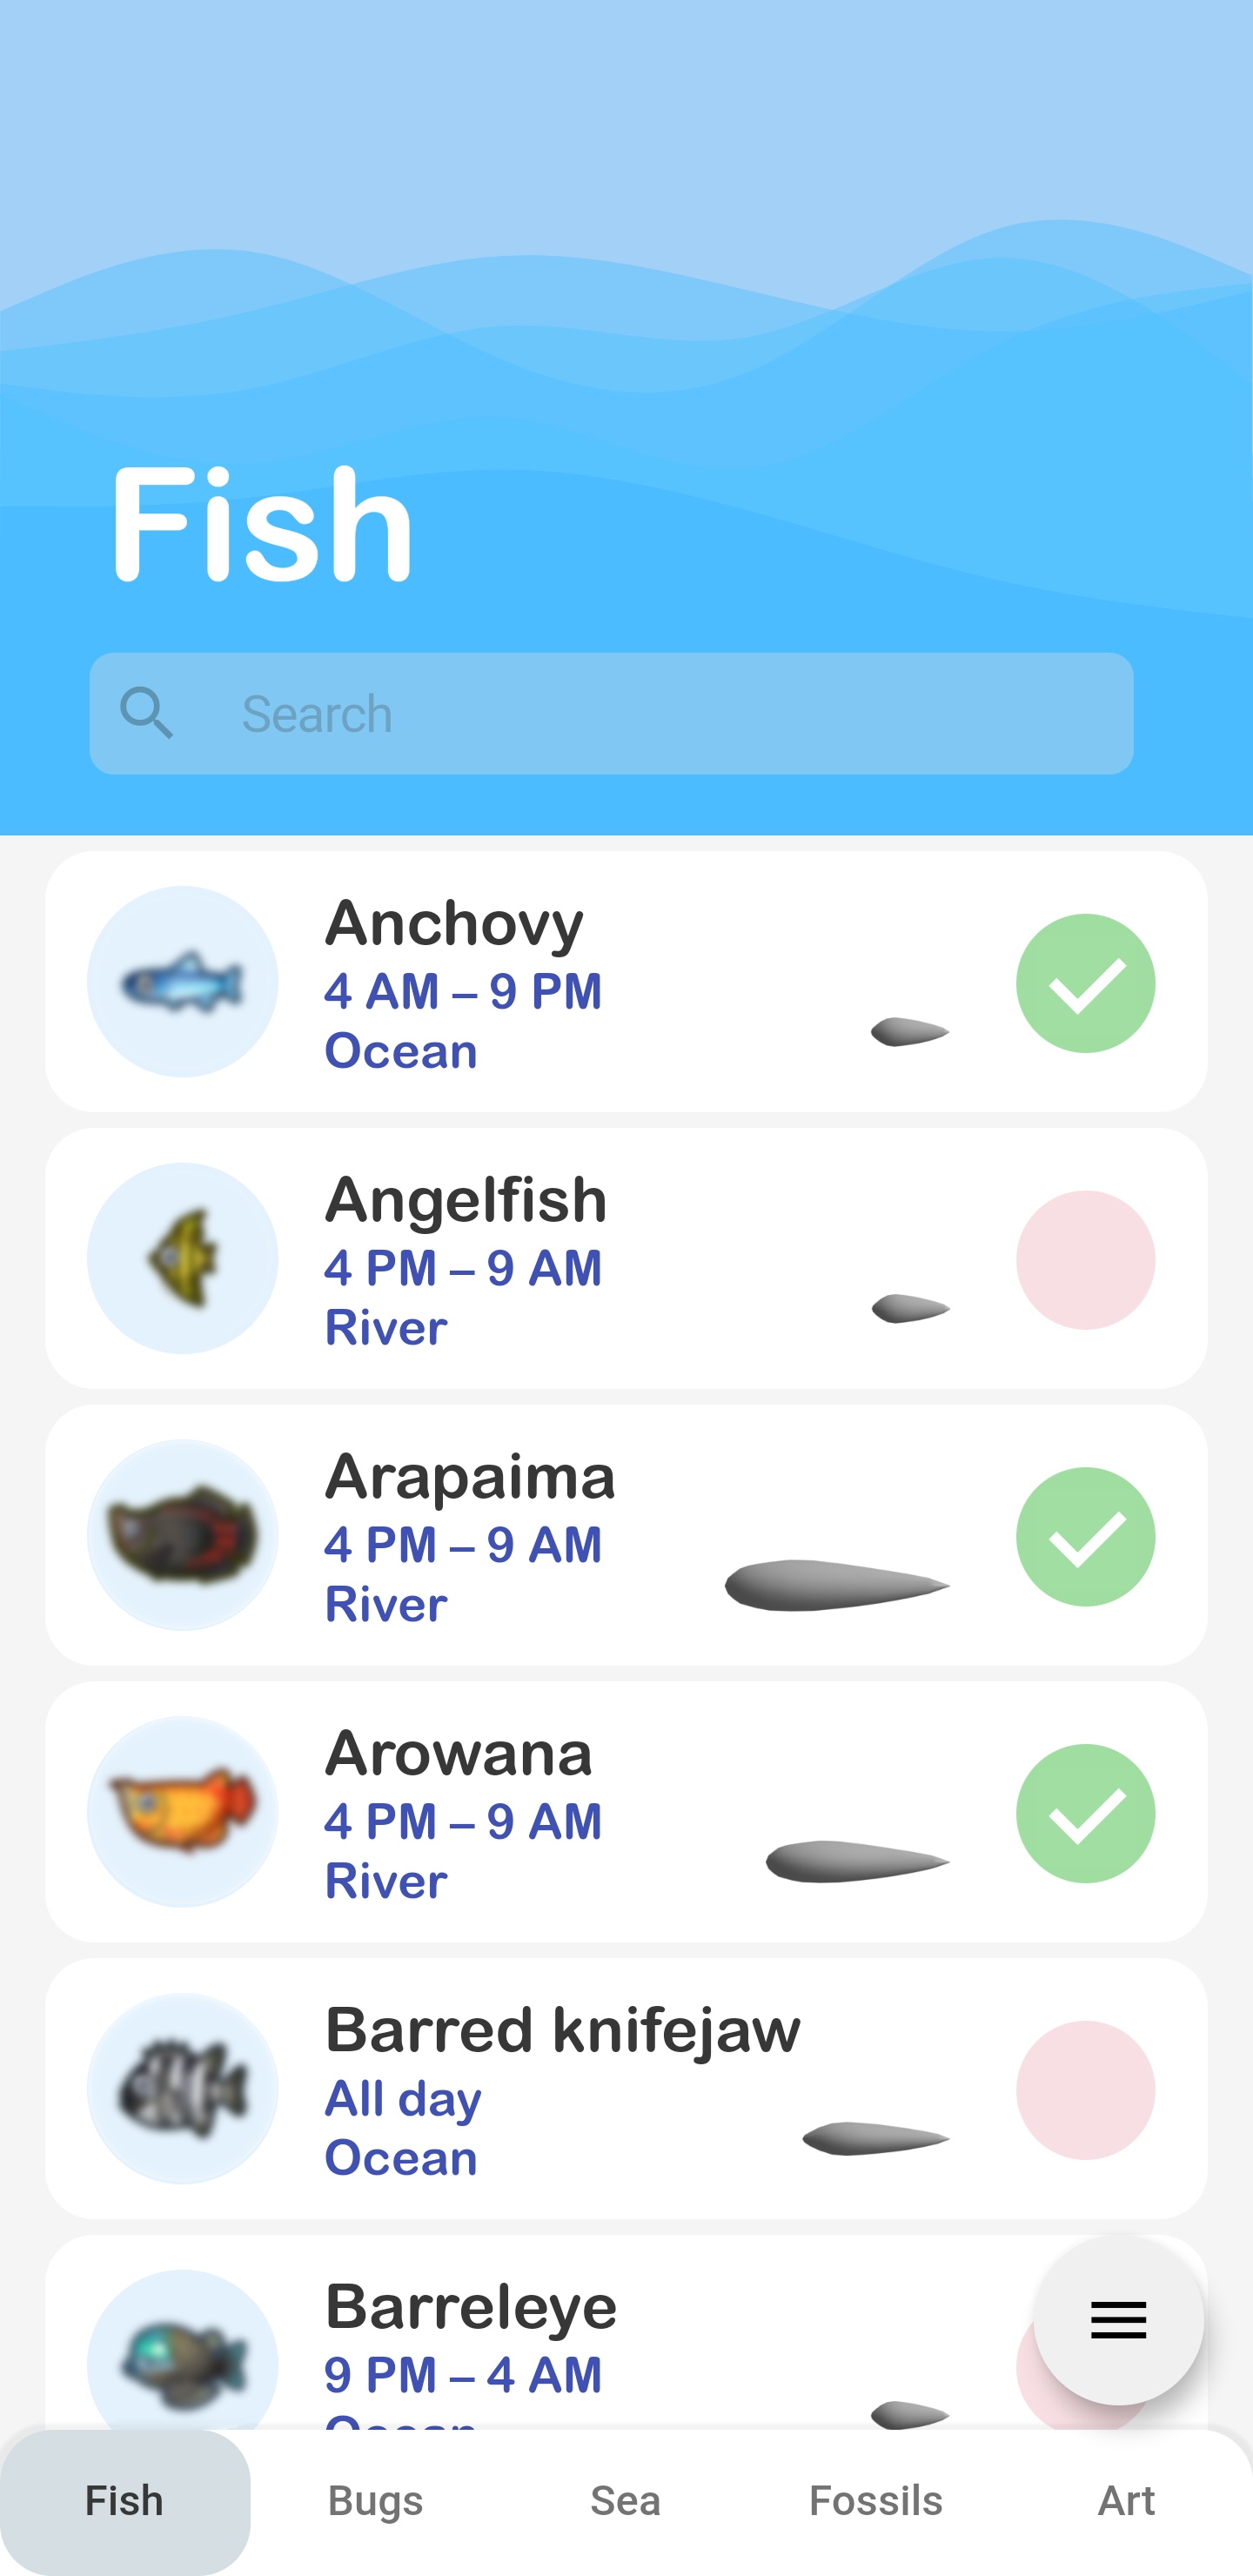 Fish
Search
Anchovy
4 AM – 9 PM
Ocean
Angelfish
4 PM – 9 AM
River
Arapaima
4 PM – 9 AM
River
Arowana
4 PM – 9 AM
River
Barred knifejaw
All day
Ocean
Barreleye
9 PM – 4 AM
Ocean
Fish Bugs Sea Fossils Art